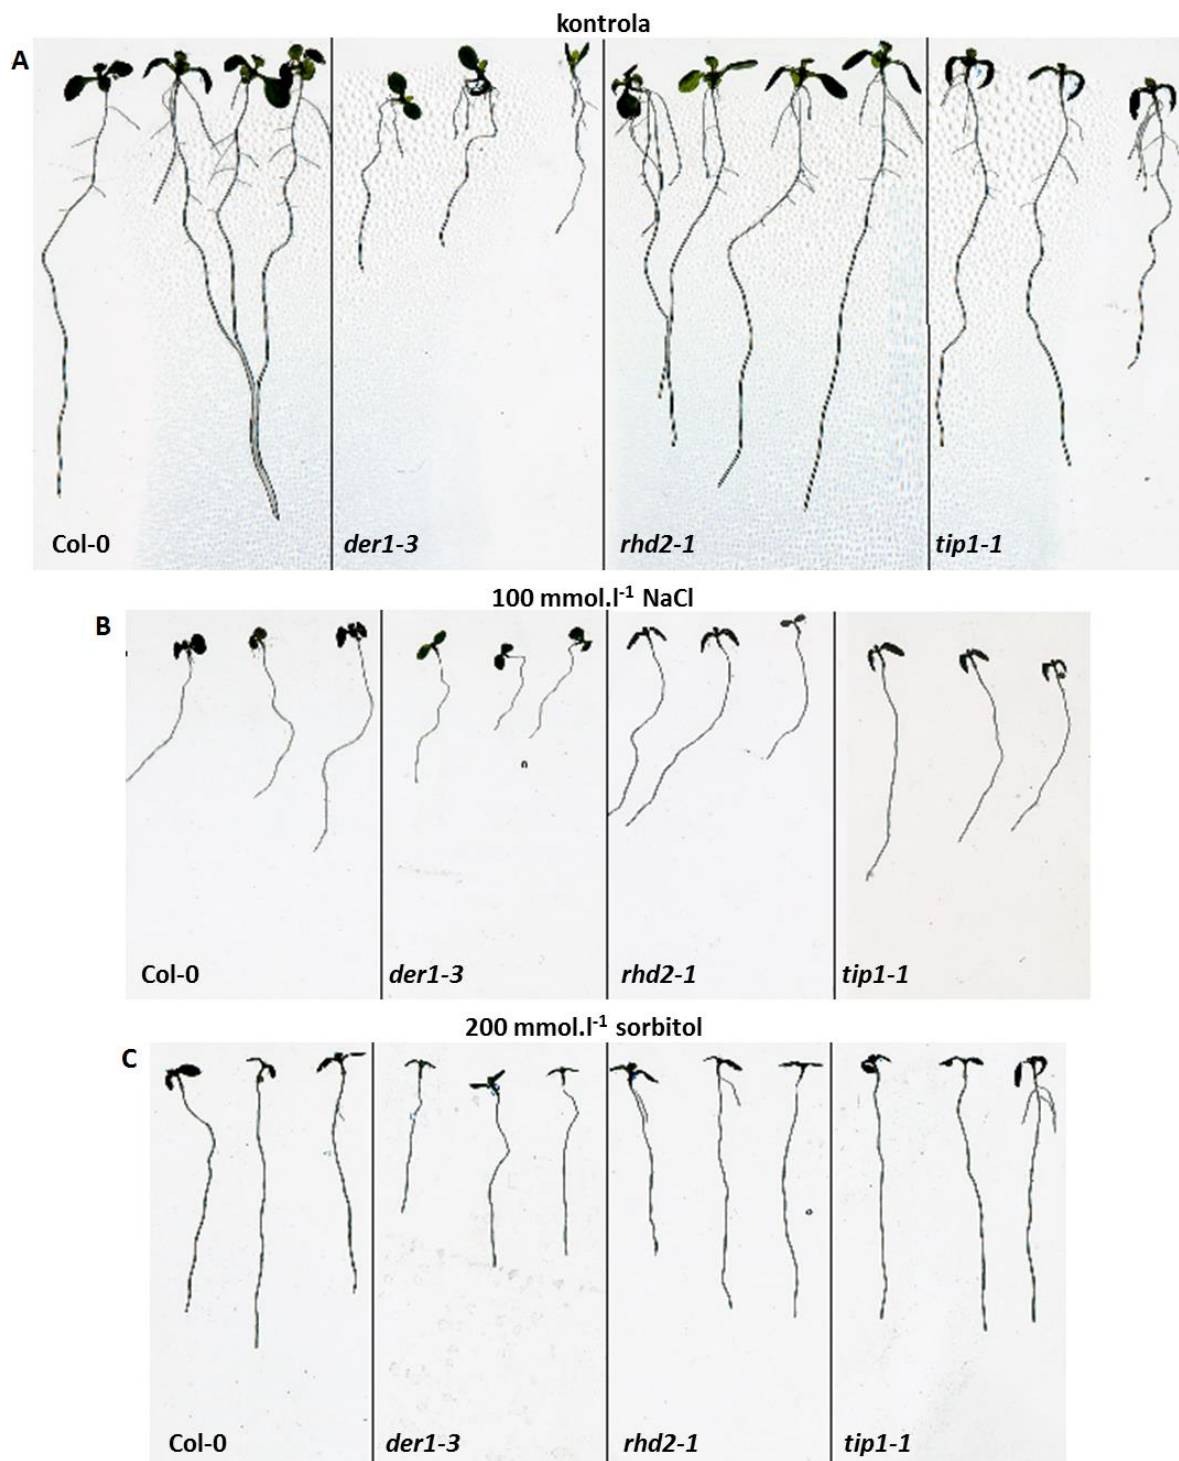 kontrola
A
Col-0 der1-3 rhd2-1 tip1-1
100 mmol.l⁻¹ NaCl
B
Col-0 der1-3 rhd2-1 tip1-1
200 mmol.l⁻¹ sorbitol
C
Col-0 der1-3 rhd2-1 tip1-1